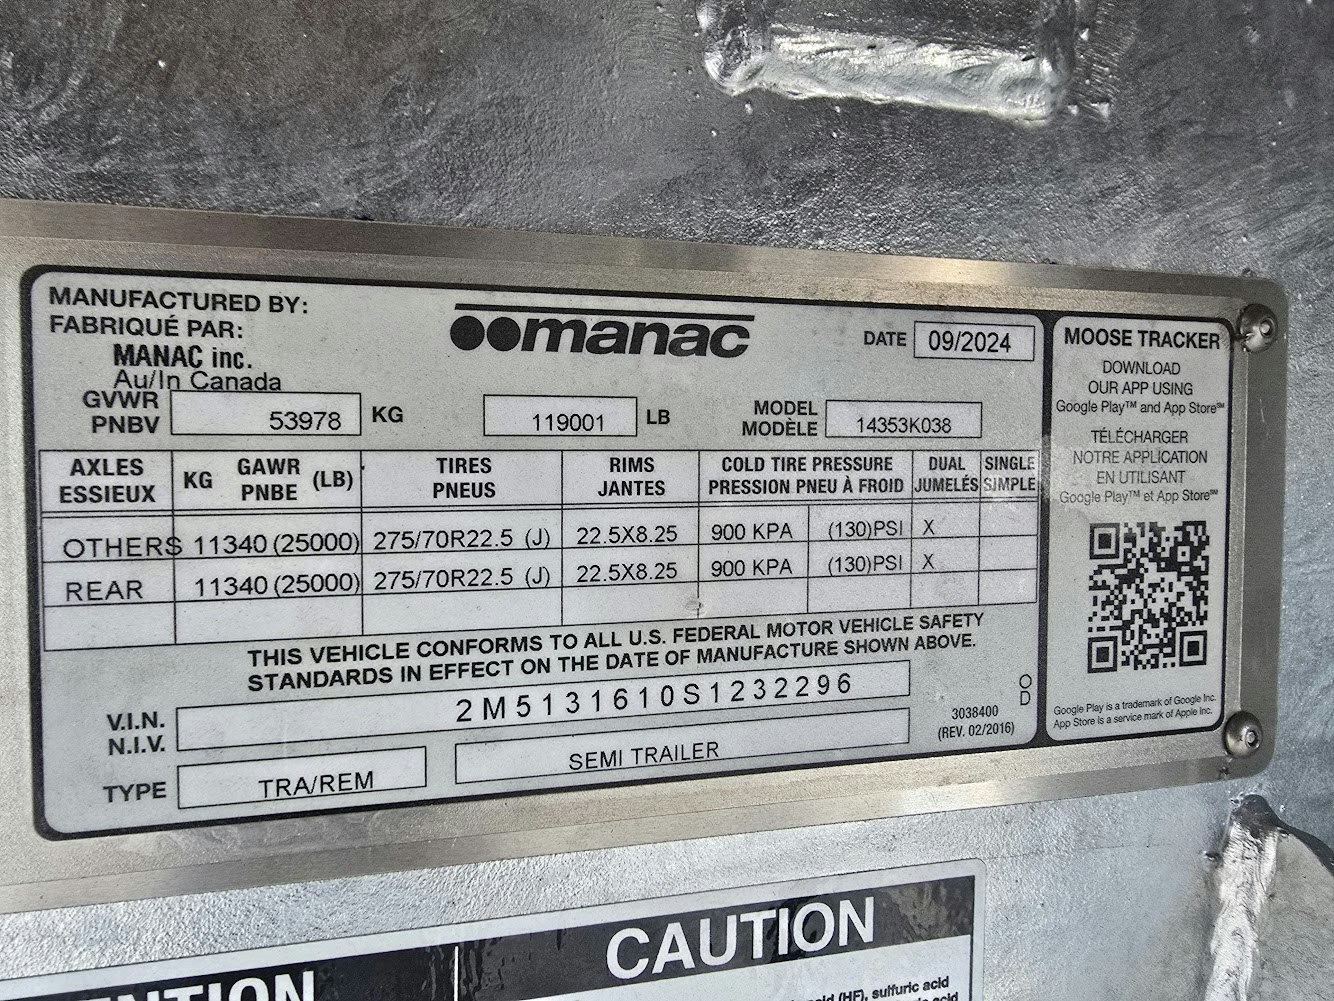 MANUFACTURED BY:
FABRIQUÉ PAR:
MANAC inc.
Au/In Canada
manac
DATE 09/2024
GVWR
PNBV 53978 KG 119001 LB
MODEL
MODÈLE 14353K038
AXLES
ESSIEUX
KG GAWR
PNBE (LB)
TIRES
PNEUS
RIMS
JANTES
COLD TIRE PRESSURE
PRESSION PNEU À FROID
DUAL
JUMELÉS
SINGLE
SIMPLE
OTHERS 11340 (25000) 275/70R22.5 (J) 22.5X8.25 900 KPA (130)PSI X
REAR 11340 (25000) 275/70R22.5 (J) 22.5X8.25 900 KPA (130)PSI X
THIS VEHICLE CONFORMS TO ALL U.S. FEDERAL MOTOR VEHICLE SAFETY
STANDARDS IN EFFECT ON THE DATE OF MANUFACTURE SHOWN ABOVE.
V.I.N.
N.I.V. 2M5131610S1232296
TYPE TRA/REM SEMI TRAILER
3038400
(REV. 02/2016)
O
D
MOOSE TRACKER
DOWNLOAD
OUR APP USING
Google Play™ and App Store℠
TÉLÉCHARGER
NOTRE APPLICATION
EN UTILISANT
Google Play™ et App Store℠
Google Play is a trademark of Google Inc.
App Store is a service mark of Apple Inc.
CAUTION
(HF), sulfuric acid
acid